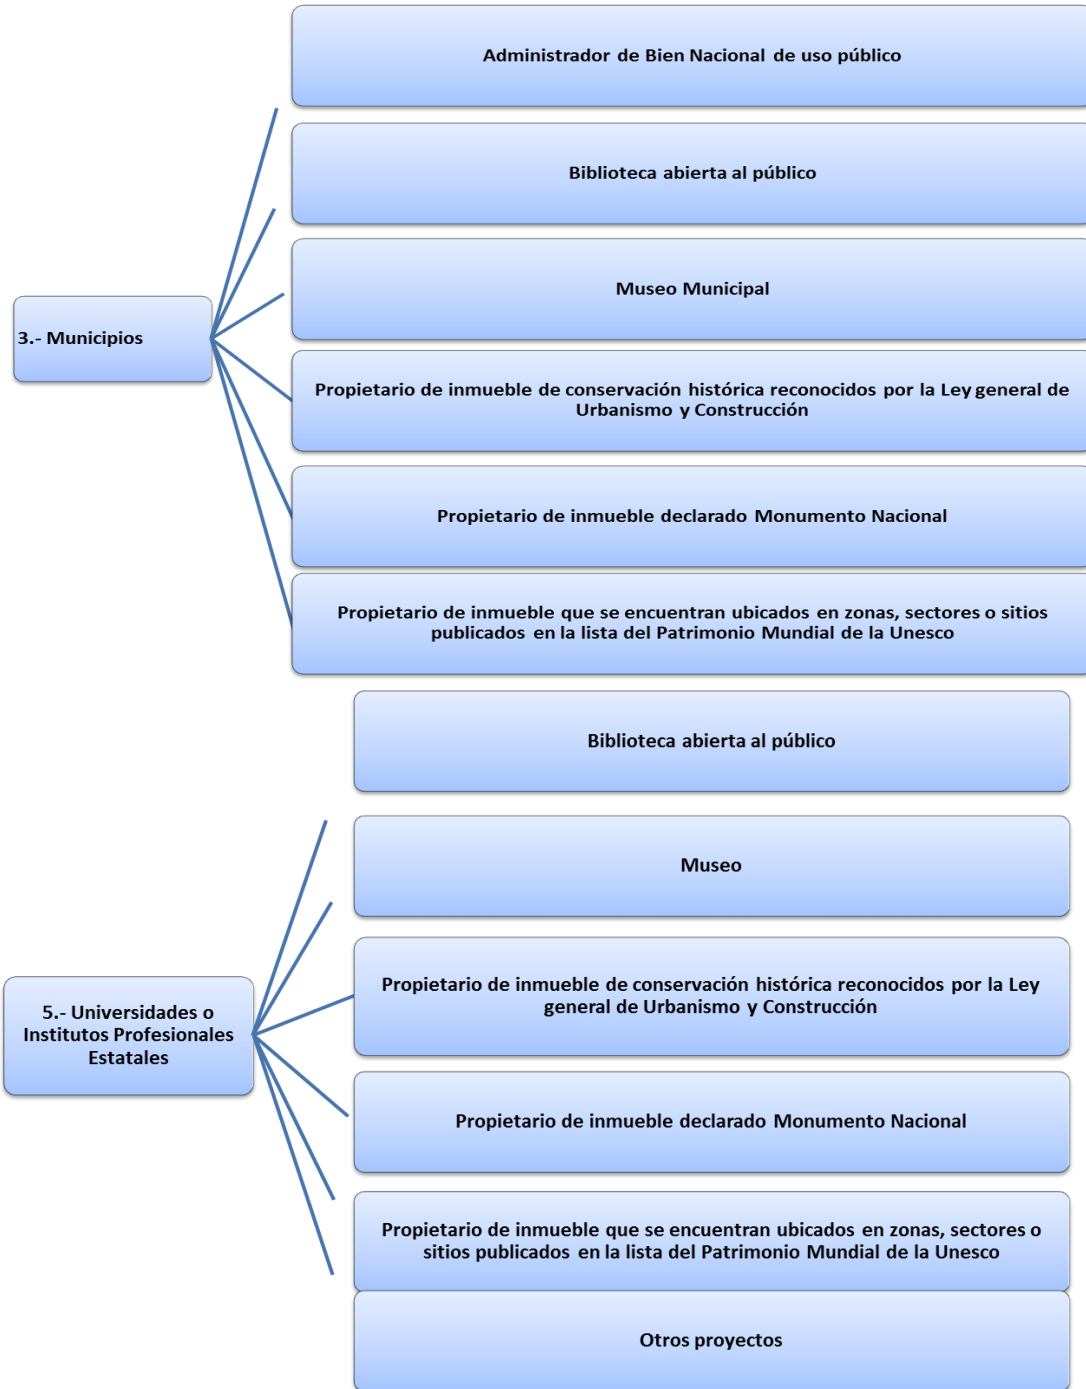 Administrador de Bien Nacional de uso público
Biblioteca abierta al público
Museo Municipal
3.- Municipios
Propietario de inmueble de conservación histórica reconocidos por la Ley general de
Urbanismo y Construcción
Propietario de inmueble declarado Monumento Nacional
Propietario de inmueble que se encuentran ubicados en zonas, sectores o sitios
publicados en la lista del Patrimonio Mundial de la Unesco
Biblioteca abierta al público
Museo
Propietario de inmueble de conservación histórica reconocidos por la Ley
general de Urbanismo y Construcción
5.- Universidades o
Institutos Profesionales
Estatales
Propietario de inmueble declarado Monumento Nacional
Propietario de inmueble que se encuentran ubicados en zonas, sectores o
sitios publicados en la lista del Patrimonio Mundial de la Unesco
Otros proyectos